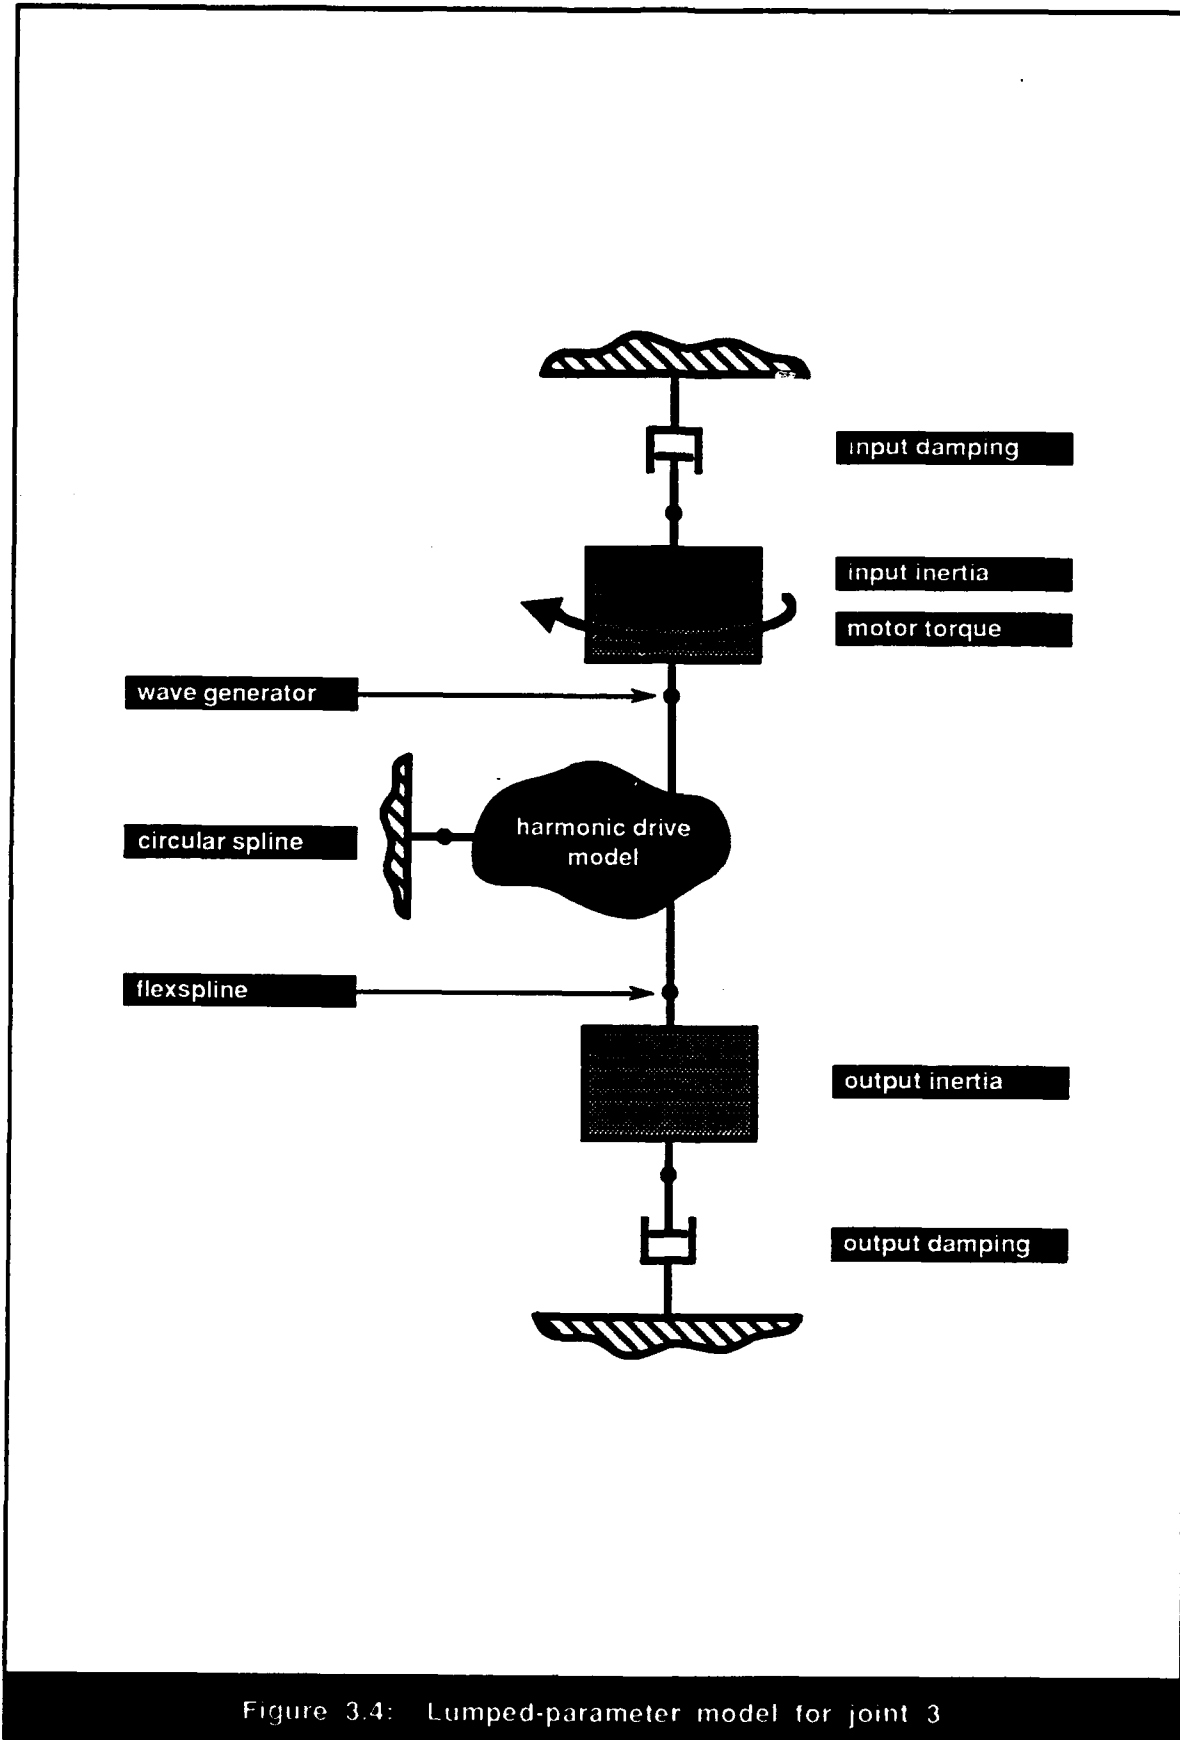 input damping
input inertia
motor torque
wave generator
harmonic drive
model
circular spline
flexspline
output inertia
output damping
Figure 3.4: Lumped-parameter model for joint 3